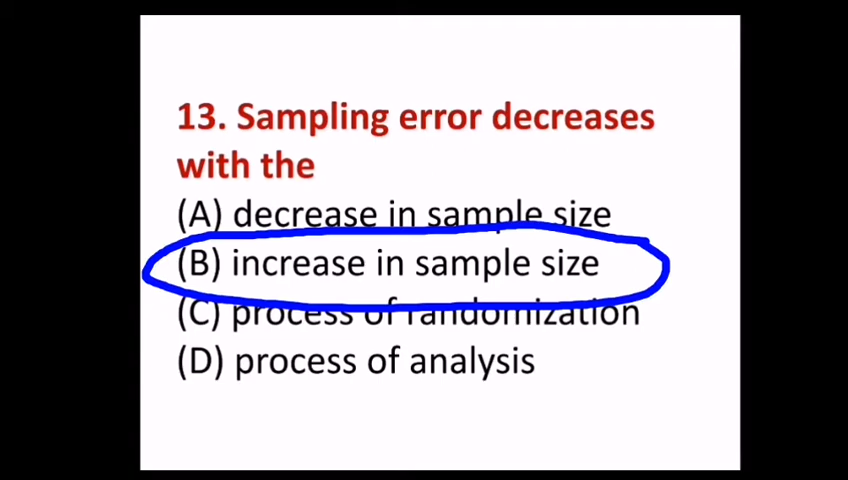 13. Sampling error decreases
with the
(A) decrease in sample size
(B) increase in sample size
(C) process of randomization
(D) process of analysis